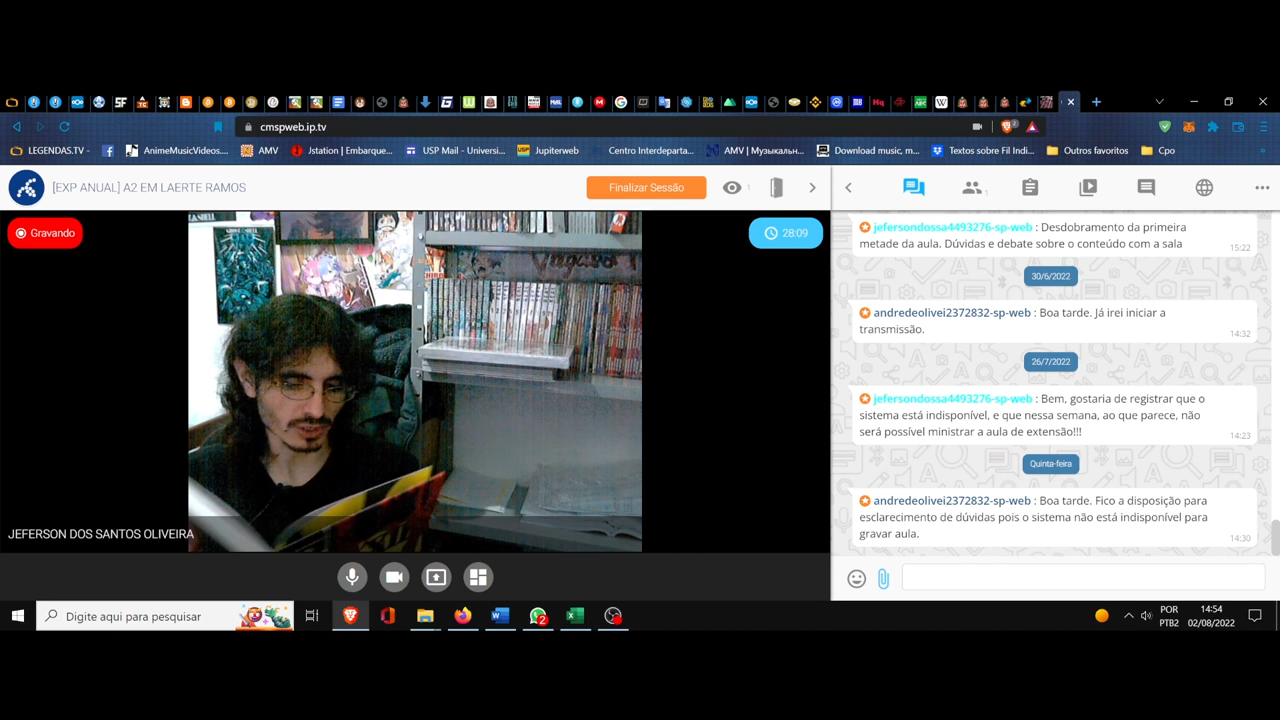 cmspweb.ip.tv
LEGENDAS.TV -
AnimeMusicVideos...
AMV
Jstation | Embarque...
USP Mail - Universi...
Jupiterweb
Centro Interdeparta...
AMV | Музыкальн...
Download music, m...
Textos sobre Fil Indi...
Outros favoritos
Cpo
[EXP ANUAL] A2 EM LAERTE RAMOS
Finalizar Sessão
1
Gravando
28:09
JEFERSON DOS SANTOS OLIVEIRA
1
jefersondossa4493276-sp-web : Desdobramento da primeira
metade da aula. Dúvidas e debate sobre o conteúdo com a sala
15:22
30/6/2022
andredeolivei2372832-sp-web : Boa tarde. Já irei iniciar a
transmissão.
14:32
26/7/2022
jefersondossa4493276-sp-web : Bem, gostaria de registrar que o
sistema está indisponível, e que nessa semana, ao que parece, não
será possível ministrar a aula de extensão!!!
14:23
Quinta-feira
andredeolivei2372832-sp-web : Boa tarde. Fico a disposição para
esclarecimento de dúvidas pois o sistema não está indisponível para
gravar aula.
14:30
Digite aqui para pesquisar
2
POR
PTB2
14:54
02/08/2022